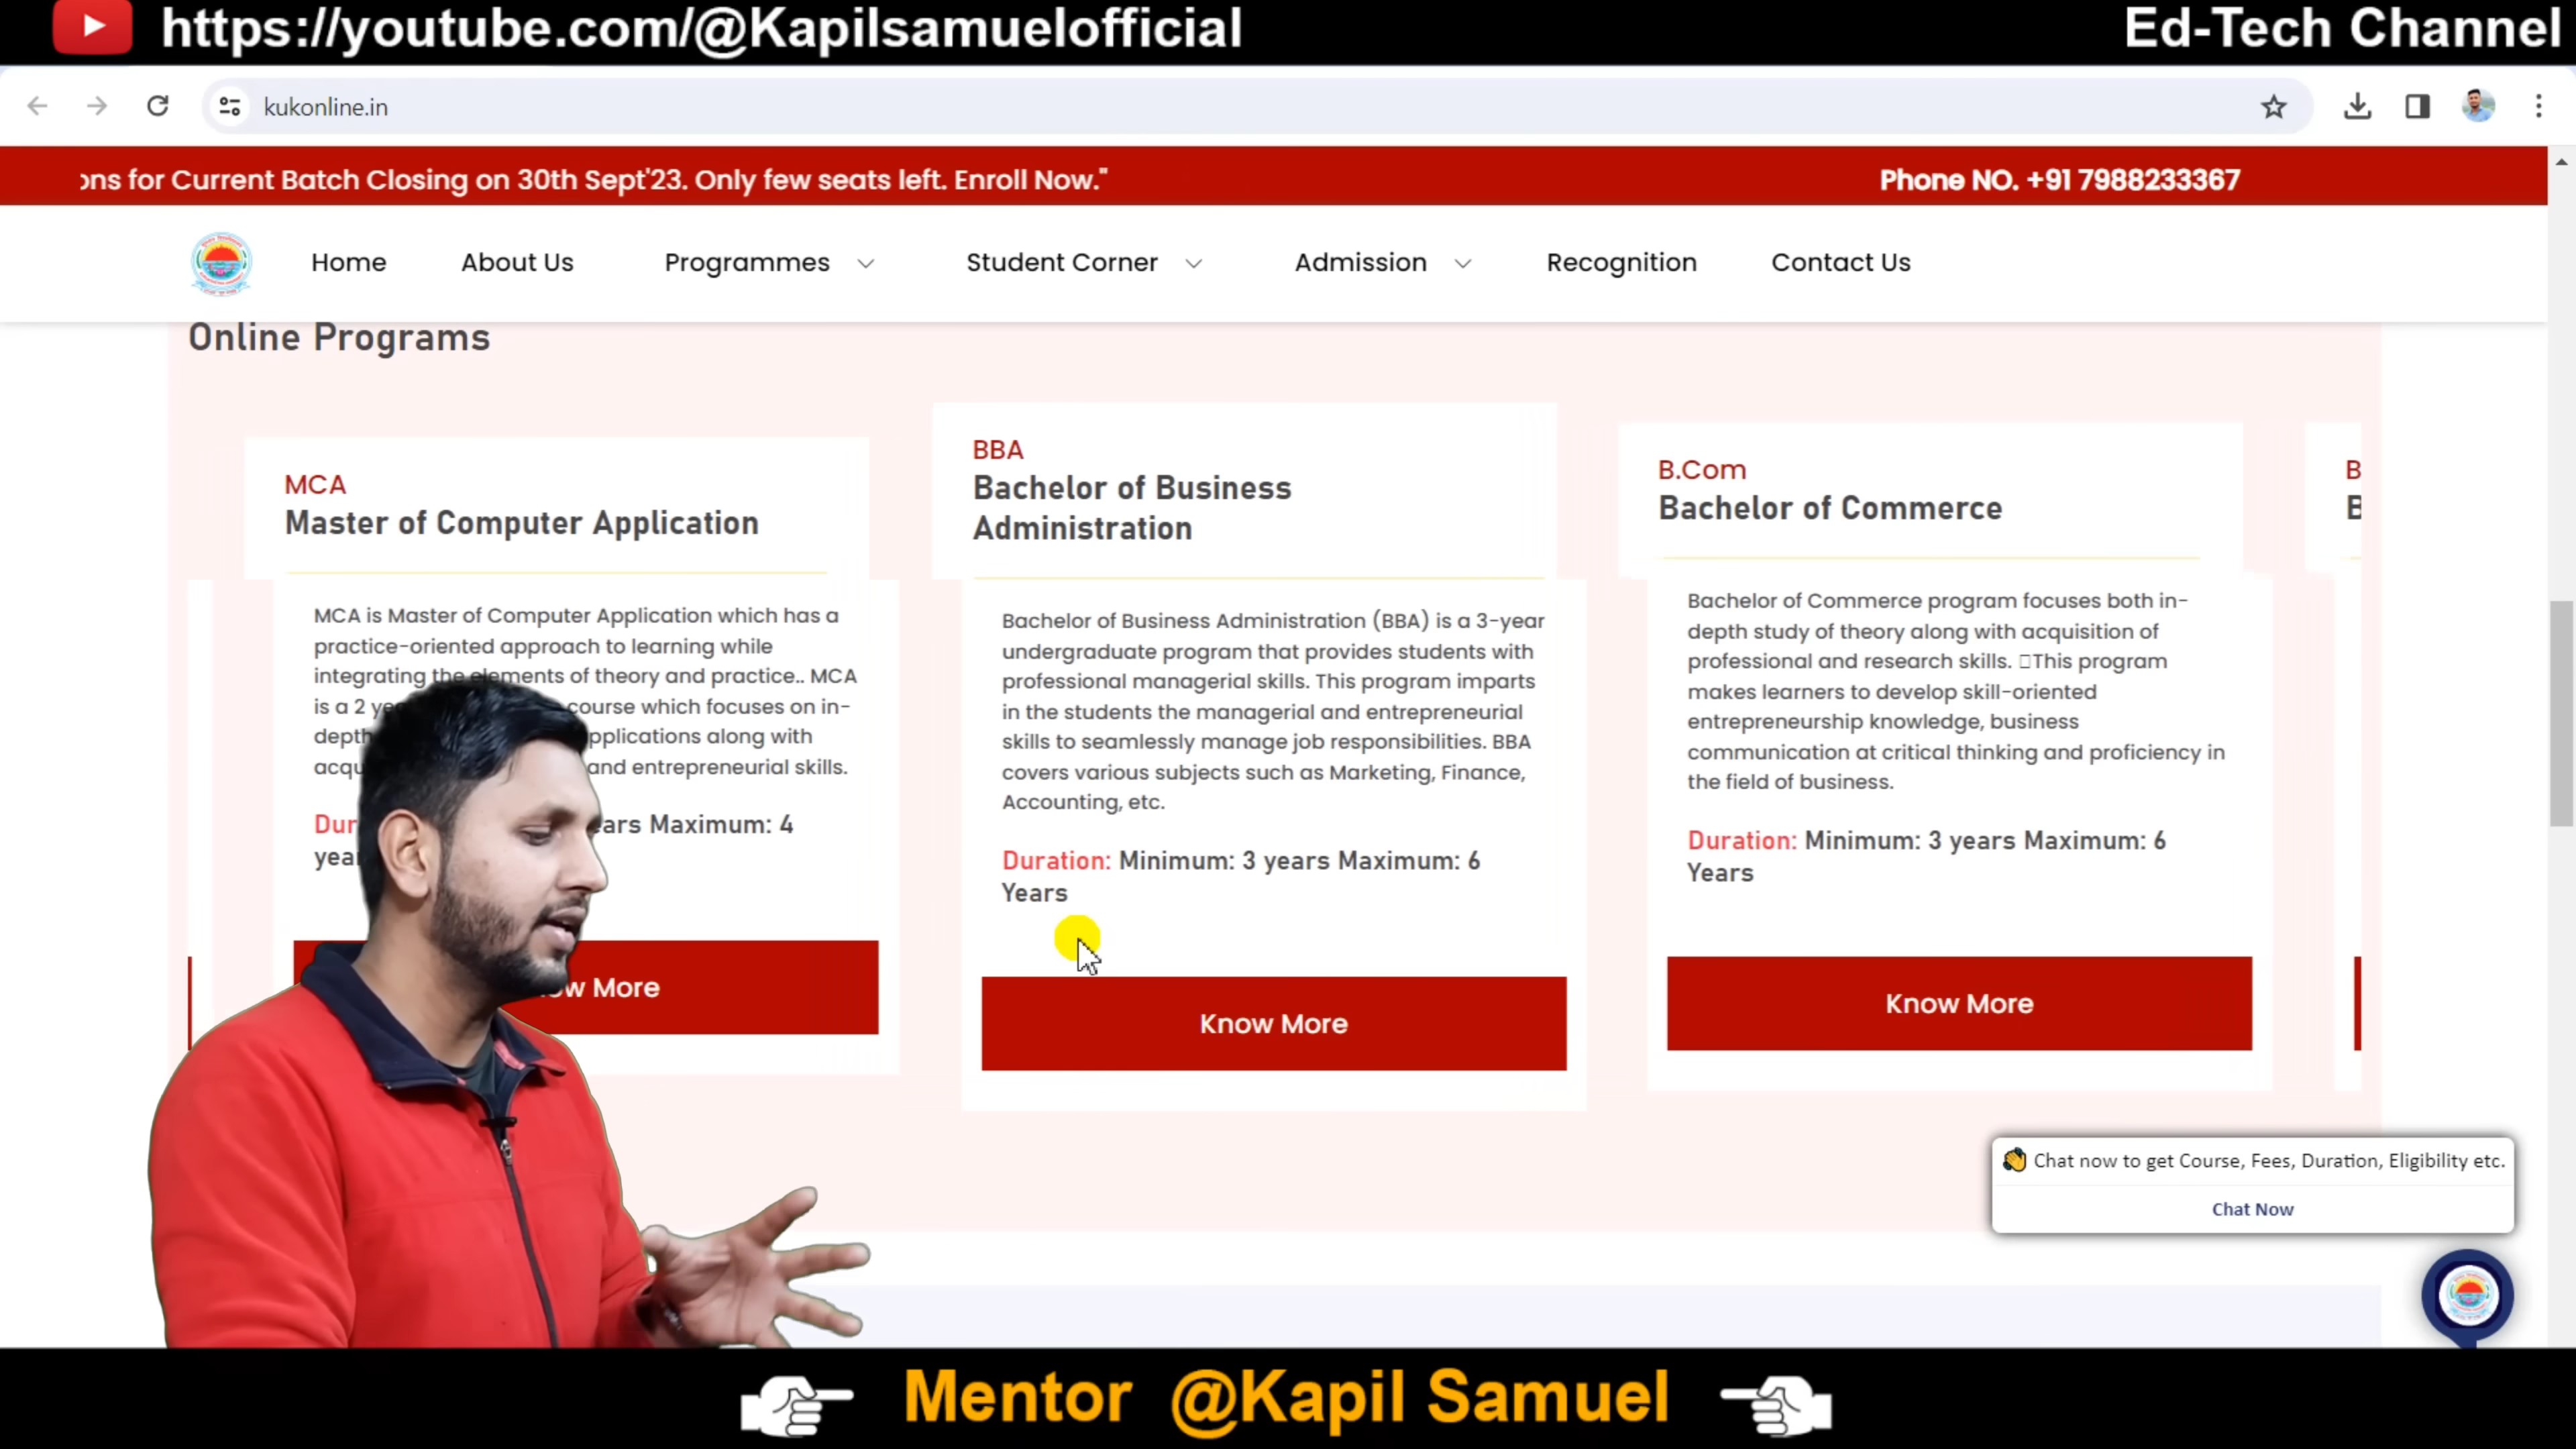 https://youtube.com/@Kapilsamuelofficial
Ed-Tech Channel
kukonline.in
ons for Current Batch Closing on 30th Sept'23. Only few seats left. Enroll Now."
Phone NO. +91 7988233367
Home
About Us
Programmes
Student Corner
Admission
Recognition
Contact Us
Online Programs
MCA
Master of Computer Application
MCA is Master of Computer Application which has a
practice-oriented approach to learning while
integrating the elements of theory and practice.. MCA
is a 2 course which focuses on in-
applications along with
and entrepreneurial skills.
Maximum: 4
Know More
BBA
Bachelor of Business
Administration
Bachelor of Business Administration (BBA) is a 3-year
undergraduate program that provides students with
professional managerial skills. This program imparts
in the students the managerial and entrepreneurial
skills to seamlessly manage job responsibilities. BBA
covers various subjects such as Marketing, Finance,
Accounting, etc.
Duration: Minimum: 3 years Maximum: 6
Years
Know More
B.Com
Bachelor of Commerce
Bachelor of Commerce program focuses both in-
depth study of theory along with acquisition of
professional and research skills. □This program
makes learners to develop skill-oriented
entrepreneurship knowledge, business
communication at critical thinking and proficiency in
the field of business.
Duration: Minimum: 3 years Maximum: 6
Years
Know More
B
B
Chat now to get Course, Fees, Duration, Eligibility etc.
Chat Now
Mentor @Kapil Samuel